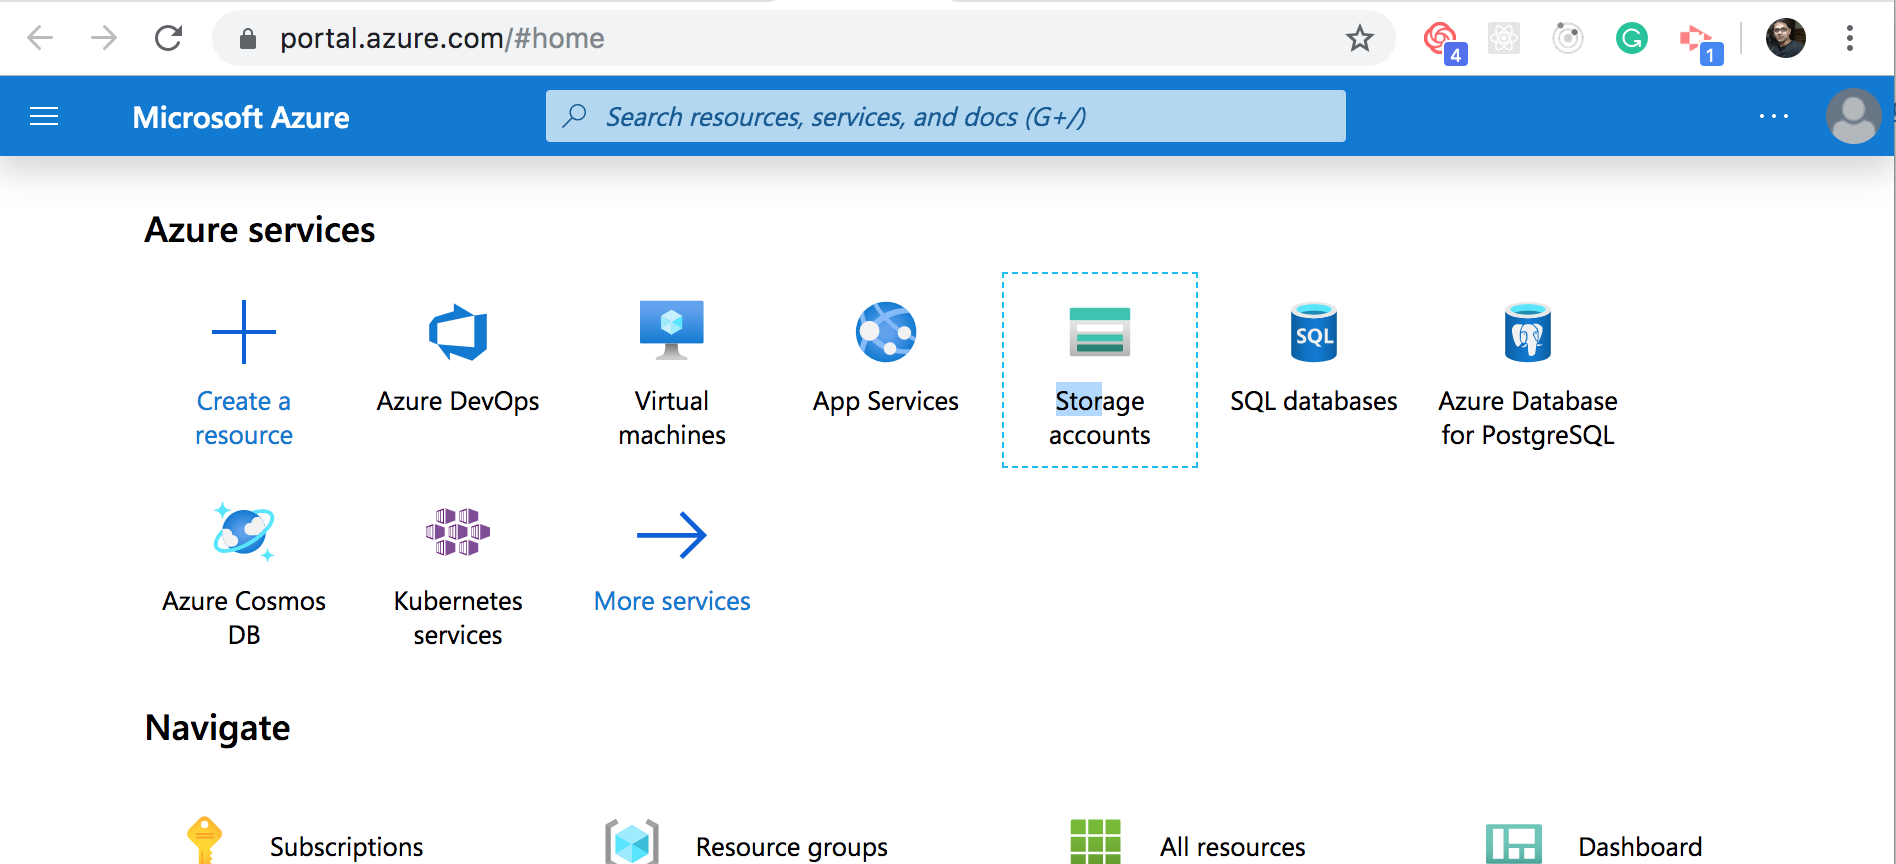 portal.azure.com/#home
4
1
Microsoft Azure
Search resources, services, and docs (G+/)
Azure services
Create a
resource
Azure DevOps
Virtual
machines
App Services
Storage
accounts
SQL
SQL databases
Azure Database
for PostgreSQL
Azure Cosmos
DB
Kubernetes
services
More services
Navigate
Subscriptions
Resource groups
All resources
Dashboard